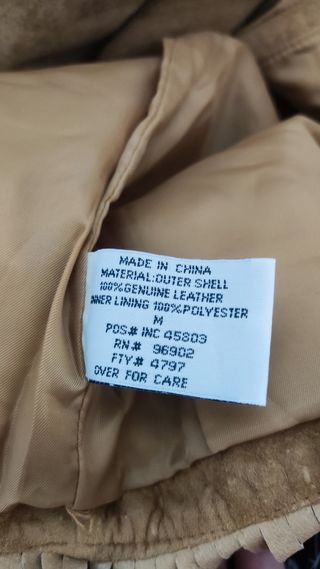 MADE IN CHINA
MATERIAL:OUTER SHELL
100%GENUINE LEATHER
NNER LINING 100%POLYESTER
M
POS# INC 45803
RN# 96902
FTY# 4797
OVER FOR CARE